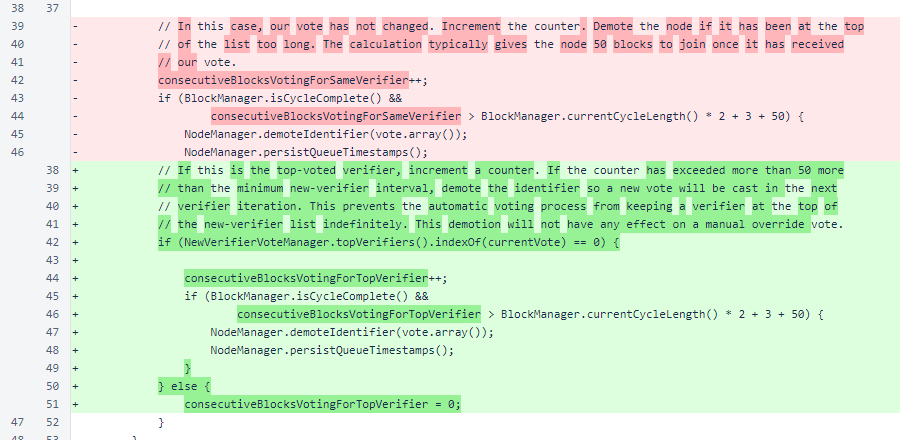 38 37
39 - // In this case, our vote has not changed. Increment the counter. Demote the node if it has been at the top
40 - // of the list too long. The calculation typically gives the node 50 blocks to join once it has received
41 - // our vote.
42 - consecutiveBlocksVotingForSameVerifier++;
43 - if (BlockManager.isCycleComplete() &&
44 - consecutiveBlocksVotingForSameVerifier > BlockManager.currentCycleLength() * 2 + 3 + 50) {
45 - NodeManager.demoteIdentifier(vote.array());
46 - NodeManager.persistQueueTimestamps();
38 + // If this is the top-voted verifier, increment a counter. If the counter has exceeded more than 50 more
39 + // than the minimum new-verifier interval, demote the identifier so a new vote will be cast in the next
40 + // verifier iteration. This prevents the automatic voting process from keeping a verifier at the top of
41 + // the new-verifier list indefinitely. This demotion will not have any effect on a manual override vote.
42 + if (NewVerifierVoteManager.topVerifiers().indexOf(currentVote) == 0) {
43 +
44 + consecutiveBlocksVotingForTopVerifier++;
45 + if (BlockManager.isCycleComplete() &&
46 + consecutiveBlocksVotingForTopVerifier > BlockManager.currentCycleLength() * 2 + 3 + 50) {
47 + NodeManager.demoteIdentifier(vote.array());
48 + NodeManager.persistQueueTimestamps();
49 + }
50 + } else {
51 + consecutiveBlocksVotingForTopVerifier = 0;
47 52 }
48 53 }